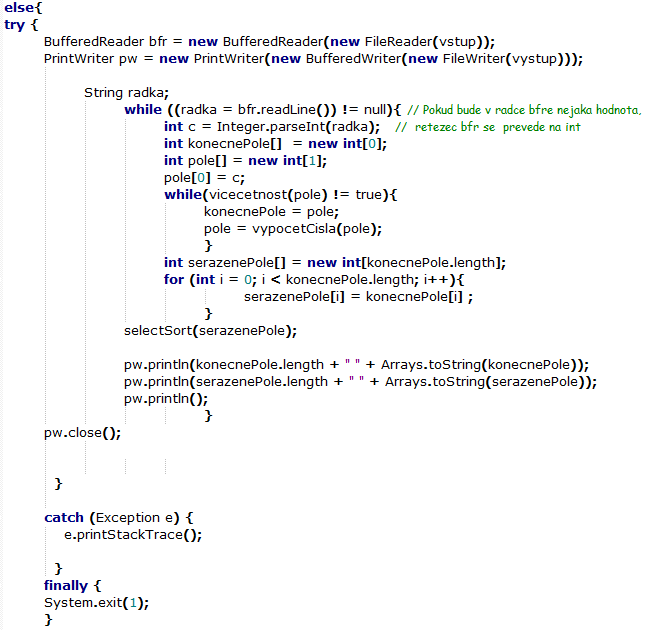 else{
try {
BufferedReader bfr = new BufferedReader(new FileReader(vstup));
PrintWriter pw = new PrintWriter(new BufferedWriter(new FileWriter(vystup)));
String radka;
while ((radka = bfr.readLine()) != null){ // Pokud bude v radce bfre nejaka hodnota,
int c = Integer.parseInt(radka); // retezec bfr se prevede na int
int konecnePole[] = new int[0];
int pole[] = new int[1];
pole[0] = c;
while(vicecetnost(pole) != true){
konecnePole = pole;
pole = vypocetCisla(pole);
}
int serazenePole[] = new int[konecnePole.length];
for (int i = 0; i < konecnePole.length; i++){
serazenePole[i] = konecnePole[i] ;
}
selectSort(serazenePole);
pw.println(konecnePole.length + " " + Arrays.toString(konecnePole));
pw.println(serazenePole.length + " " + Arrays.toString(serazenePole));
pw.println();
}
pw.close();
}
catch (Exception e) {
e.printStackTrace();
}
finally {
System.exit(1);
}